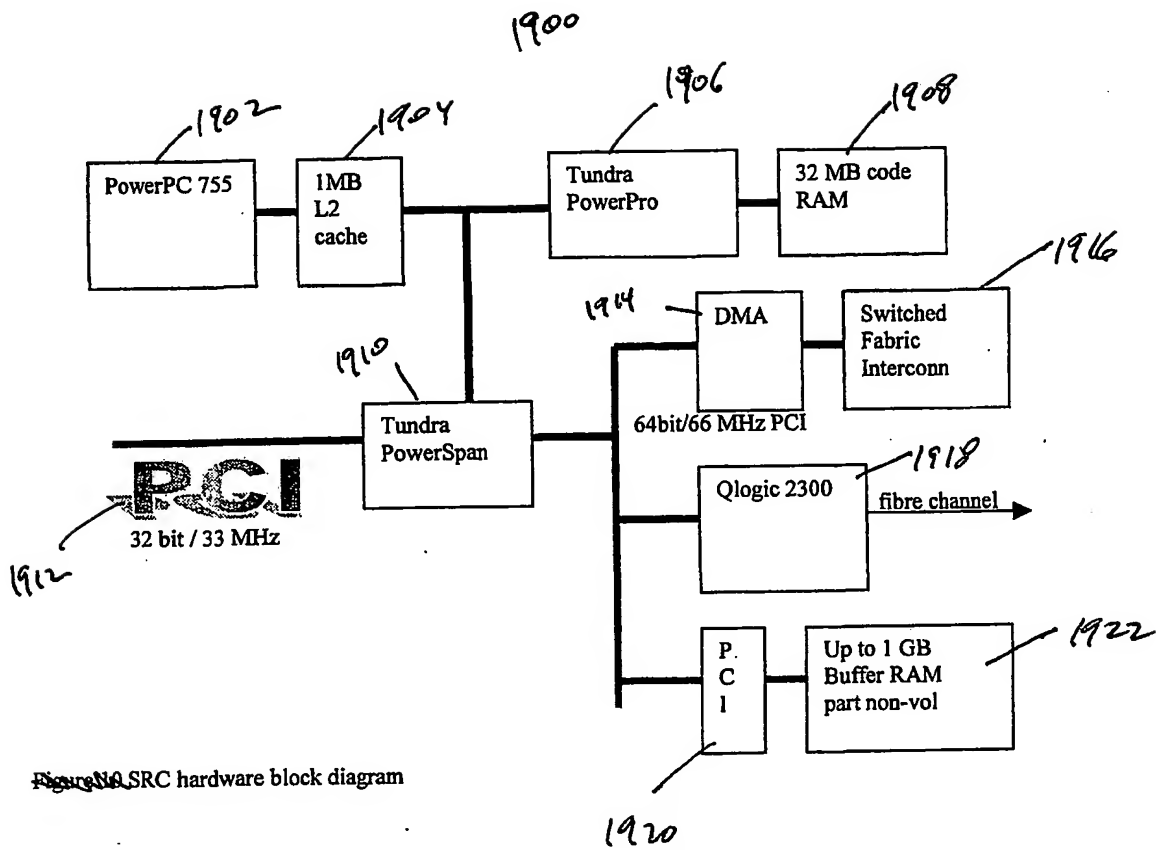 1900
1902
1904
1906
1908
PowerPC 755
1MB
L2
cache
Tundra
PowerPro
32 MB code
RAM
1916
1914
DMA
Switched
Fabric
Interconn
1910
Tundra
PowerSpan
64bit/66 MHz PCI
PCI
32 bit / 33 MHz
1912
1918
Qlogic 2300
fibre channel
P.
C
I
Up to 1 GB
Buffer RAM
part non-vol
1922
1920
SRC hardware block diagram